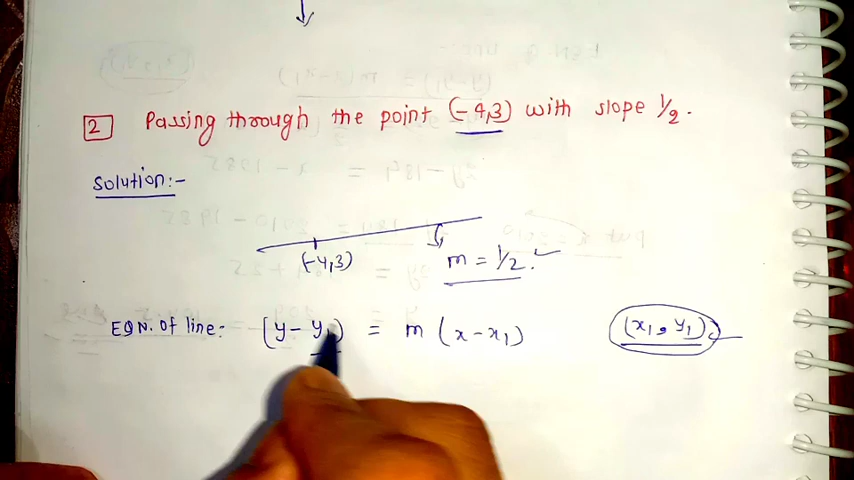 2 Passing through the point (-4,3) with slope 1/2.
Solution:-
(-4,3)
m = 1/2.
EQN. of line: (y - y1) = m (x - x1) (x1, y1)